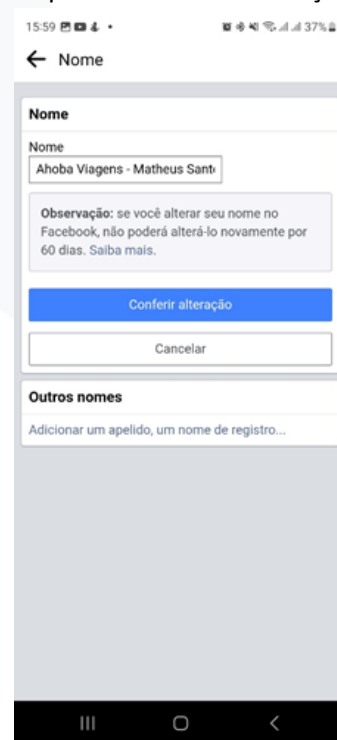 15:59
37%
Nome
Nome
Nome
Ahoba Viagens - Matheus Sant
Observação: se você alterar seu nome no
Facebook, não poderá alterá-lo novamente por
60 dias. Saiba mais.
Conferir alteração
Cancelar
Outros nomes
Adicionar um apelido, um nome de registro...